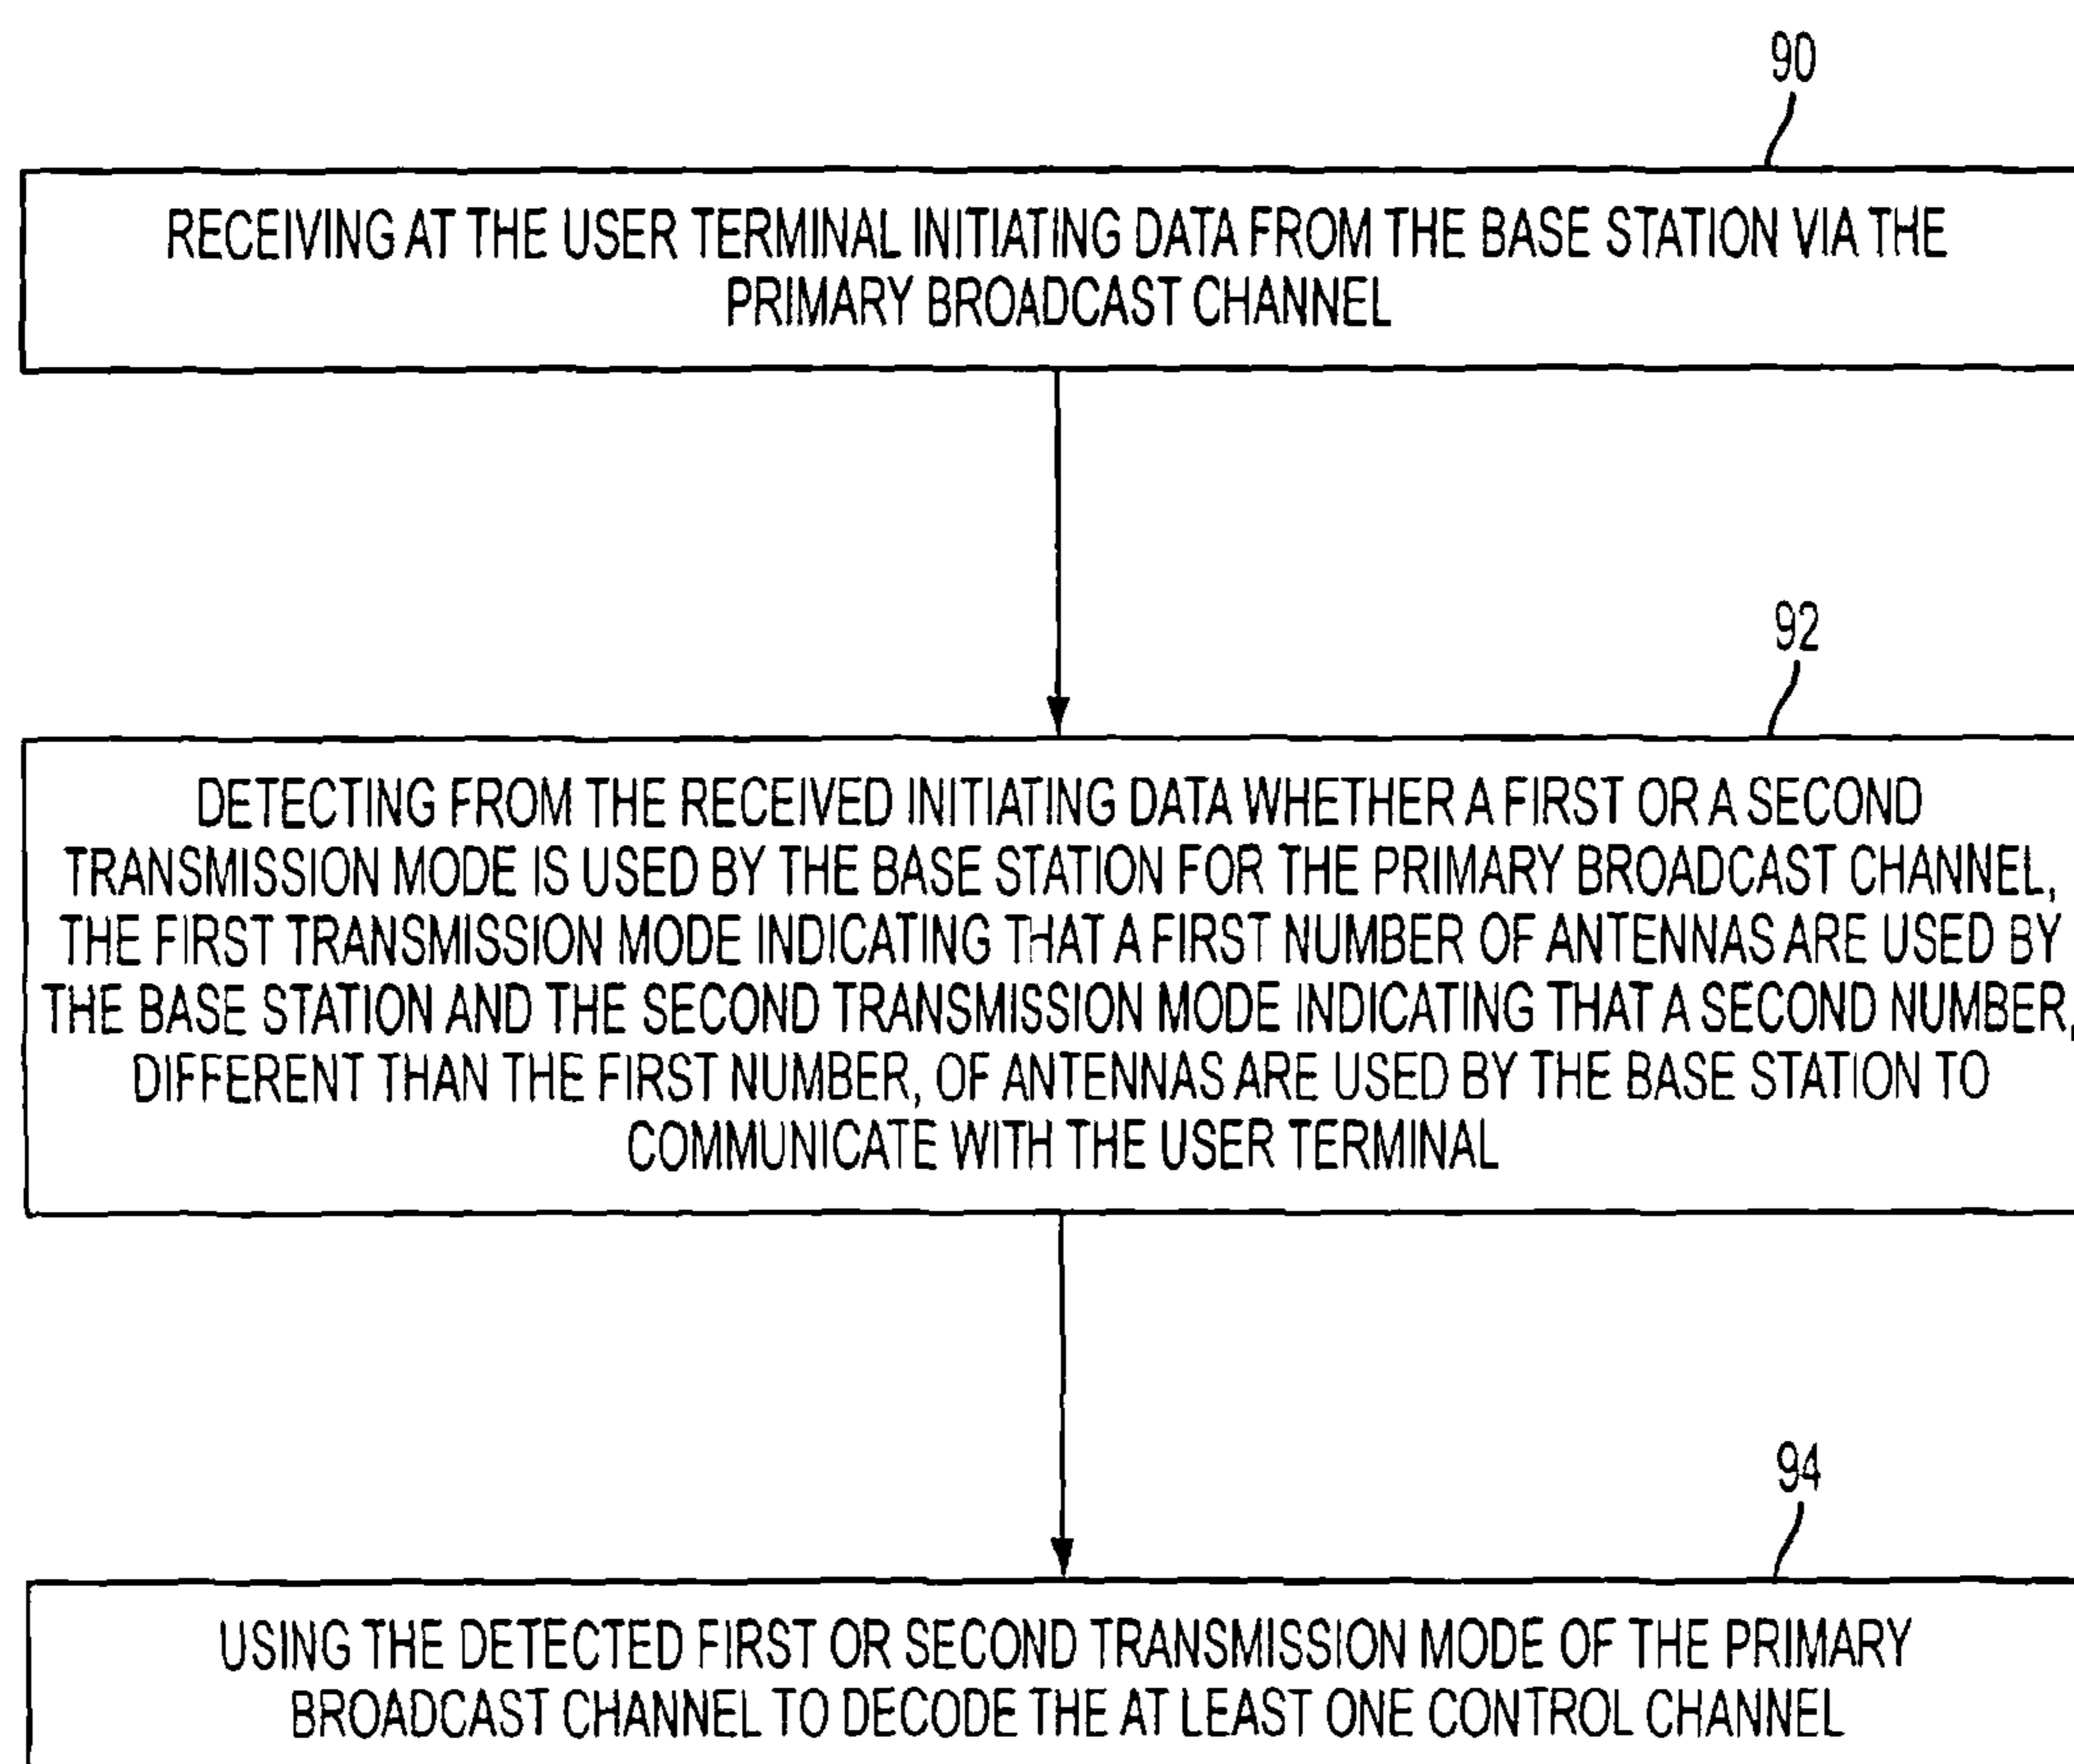 90
RECEIVING AT THE USER TERMINAL INITIATING DATA FROM THE BASE STATION VIA THE
PRIMARY BROADCAST CHANNEL
92
DETECTING FROM THE RECEIVED INITIATING DATA WHETHER A FIRST OR A SECOND
TRANSMISSION MODE IS USED BY THE BASE STATION FOR THE PRIMARY BROADCAST CHANNEL,
THE FIRST TRANSMISSION MODE INDICATING THAT A FIRST NUMBER OF ANTENNAS ARE USED BY
THE BASE STATION AND THE SECOND TRANSMISSION MODE INDICATING THAT A SECOND NUMBER,
DIFFERENT THAN THE FIRST NUMBER, OF ANTENNAS ARE USED BY THE BASE STATION TO
COMMUNICATE WITH THE USER TERMINAL
94
USING THE DETECTED FIRST OR SECOND TRANSMISSION MODE OF THE PRIMARY
BROADCAST CHANNEL TO DECODE THE AT LEAST ONE CONTROL CHANNEL